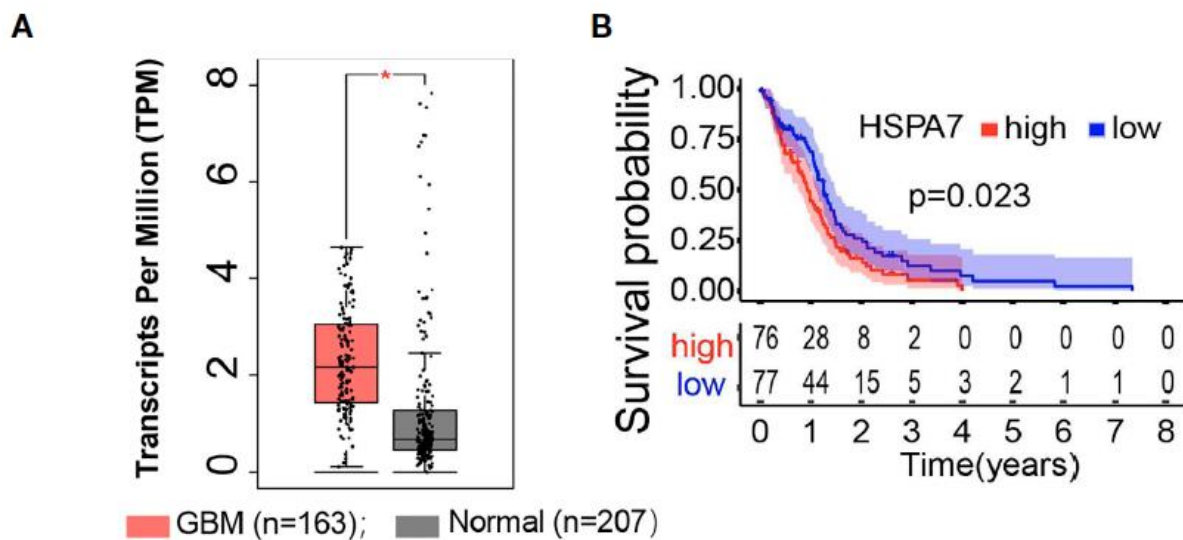 A
B
Transcripts Per Million (TPM)
8
6
4
2
0
*
GBM (n=163);
Normal (n=207)
Survival probability
1.00
0.75
0.50
0.25
0.00
HSPA7 high low
p=0.023
high 76 28 8 2 0 0 0 0 0
low 77 44 15 5 3 2 1 1 0
0 1 2 3 4 5 6 7 8
Time(years)